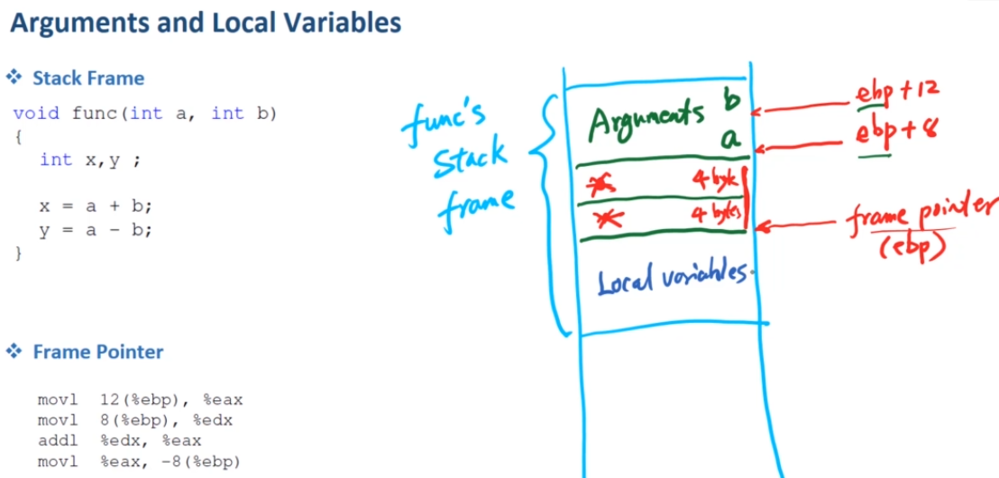 Arguments and Local Variables
❖ Stack Frame
void func(int a, int b)
{
int x,y ;
x = a + b;
y = a - b;
}
❖ Frame Pointer
movl 12(%ebp), %eax
movl 8(%ebp), %edx
addl %edx, %eax
movl %eax, -8(%ebp)
func's
stack
frame
Arguments b
a
4 byte
4 bytes
Local variables
ebp + 12
ebp + 8
frame pointer
(ebp)